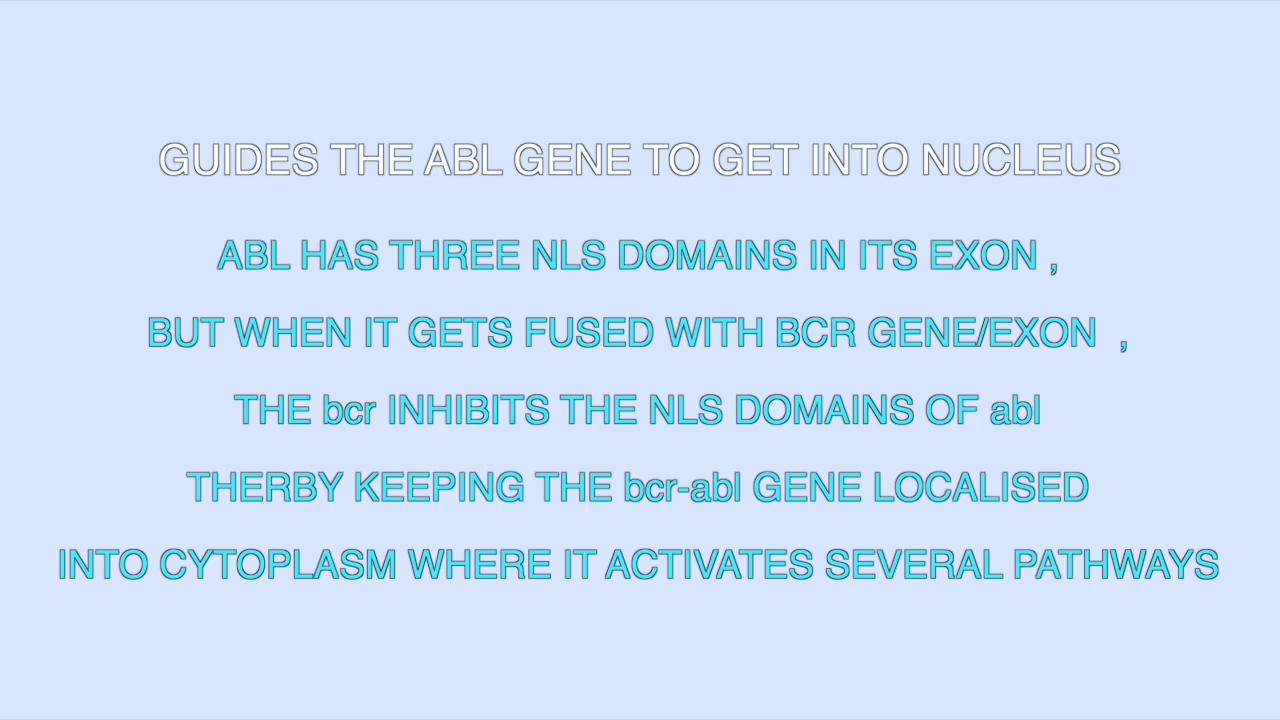 GUIDES THE ABL GENE TO GET INTO NUCLEUS
ABL HAS THREE NLS DOMAINS IN ITS EXON ,
BUT WHEN IT GETS FUSED WITH BCR GENE/EXON ,
THE bcr INHIBITS THE NLS DOMAINS OF abl
THERBY KEEPING THE bcr-abl GENE LOCALISED
INTO CYTOPLASM WHERE IT ACTIVATES SEVERAL PATHWAYS